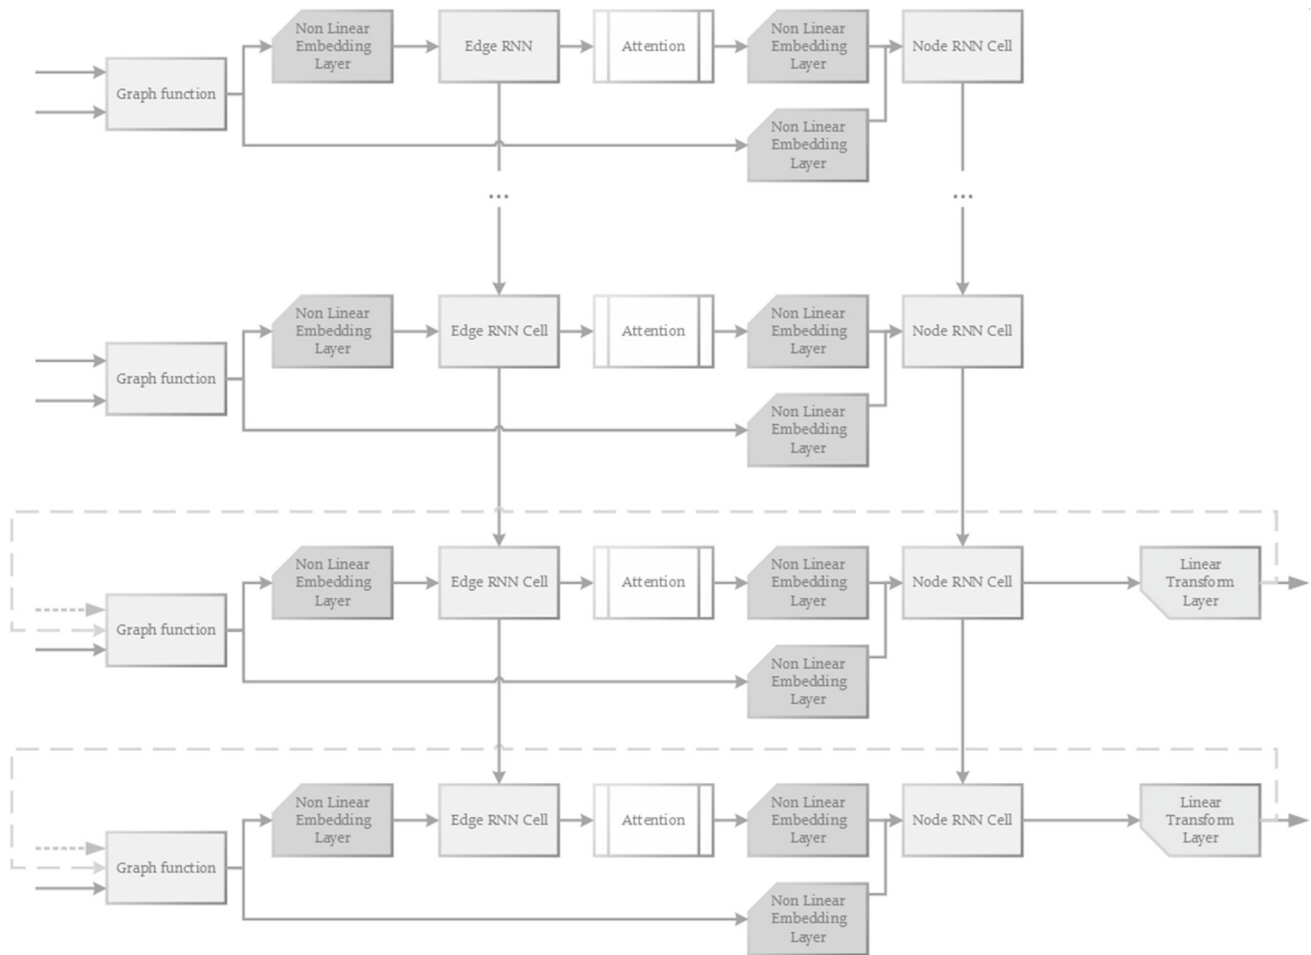 Non Linear
Embedding
Layer
Edge RNN
Attention
Non Linear
Embedding
Layer
Node RNN Cell
Graph function
Non Linear
Embedding
Layer
...
...
Non Linear
Embedding
Layer
Edge RNN Cell
Attention
Non Linear
Embedding
Layer
Node RNN Cell
Graph function
Non Linear
Embedding
Layer
Non Linear
Embedding
Layer
Edge RNN Cell
Attention
Non Linear
Embedding
Layer
Node RNN Cell
Linear
Transform
Layer
Graph function
Non Linear
Embedding
Layer
Non Linear
Embedding
Layer
Edge RNN Cell
Attention
Non Linear
Embedding
Layer
Node RNN Cell
Linear
Transform
Layer
Graph function
Non Linear
Embedding
Layer